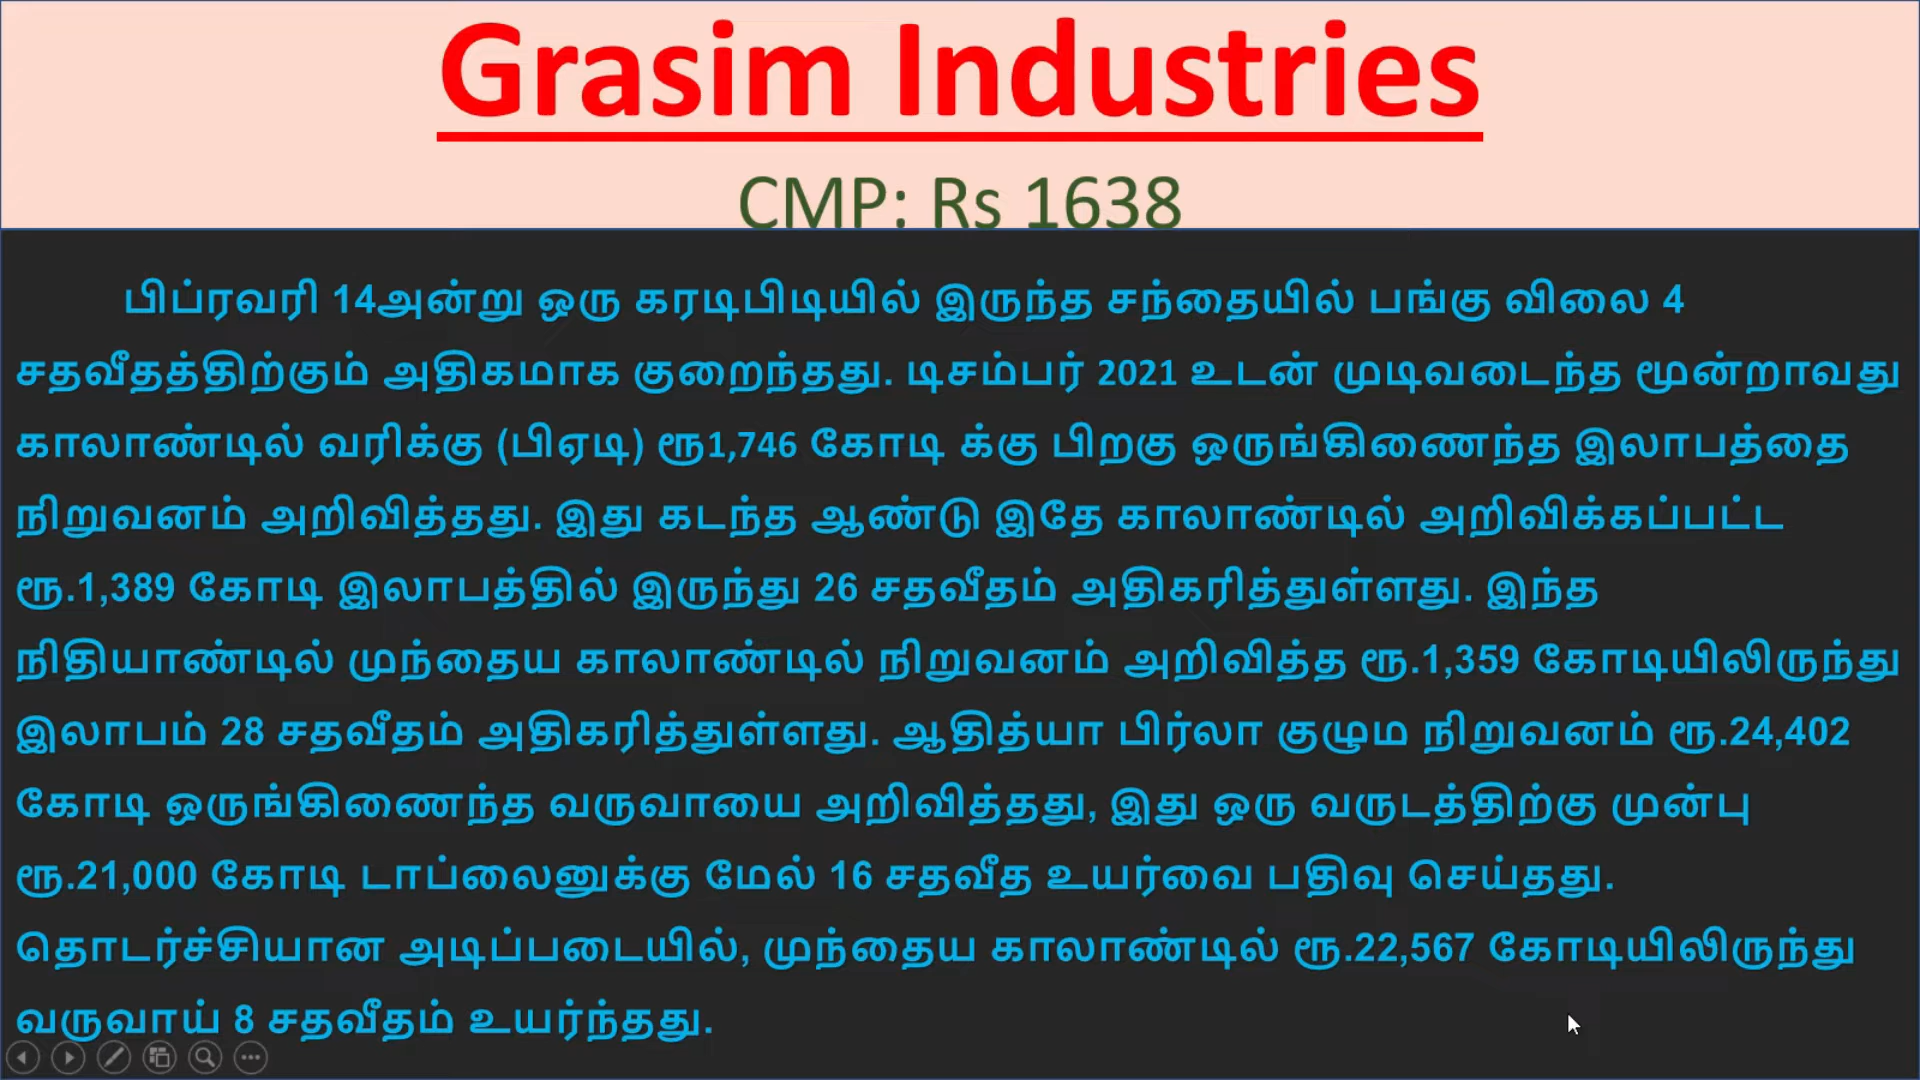 Grasim Industries
CMP: Rs 1638
பிப்ரவரி 14அன்று ஒரு கரடிபிடியில் இருந்த சந்தையில் பங்கு விலை 4
சதவீதத்திற்கும் அதிகமாக குறைந்தது. டிசம்பர் 2021 உடன் முடிவடைந்த மூன்றாவது
காலாண்டில் வரிக்கு (பிஏடி) ரூ1,746 கோடி க்கு பிறகு ஒருங்கிணைந்த இலாபத்தை
நிறுவனம் அறிவித்தது. இது கடந்த ஆண்டு இதே காலாண்டில் அறிவிக்கப்பட்ட
ரூ.1,389 கோடி இலாபத்தில் இருந்து 26 சதவீதம் அதிகரித்துள்ளது. இந்த
நிதியாண்டில் முந்தைய காலாண்டில் நிறுவனம் அறிவித்த ரூ.1,359 கோடியிலிருந்து
இலாபம் 28 சதவீதம் அதிகரித்துள்ளது. ஆதித்யா பிர்லா குழும நிறுவனம் ரூ.24,402
கோடி ஒருங்கிணைந்த வருவாயை அறிவித்தது, இது ஒரு வருடத்திற்கு முன்பு
ரூ.21,000 கோடி டாப்லைனுக்கு மேல் 16 சதவீத உயர்வை பதிவு செய்தது.
தொடர்ச்சியான அடிப்படையில், முந்தைய காலாண்டில் ரூ.22,567 கோடியிலிருந்து
வருவாய் 8 சதவீதம் உயர்ந்தது.